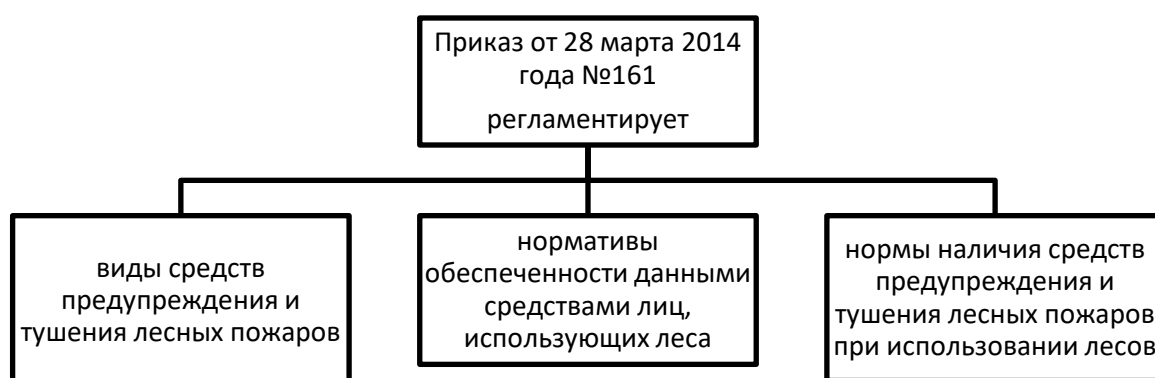 Приказ от 28 марта 2014
года №161
регламентирует
виды средств
предупреждения и
тушения лесных пожаров
нормативы
обеспеченности данными
средствами лиц,
использующих леса
нормы наличия средств
предупреждения и
тушения лесных пожаров
при использовании лесов